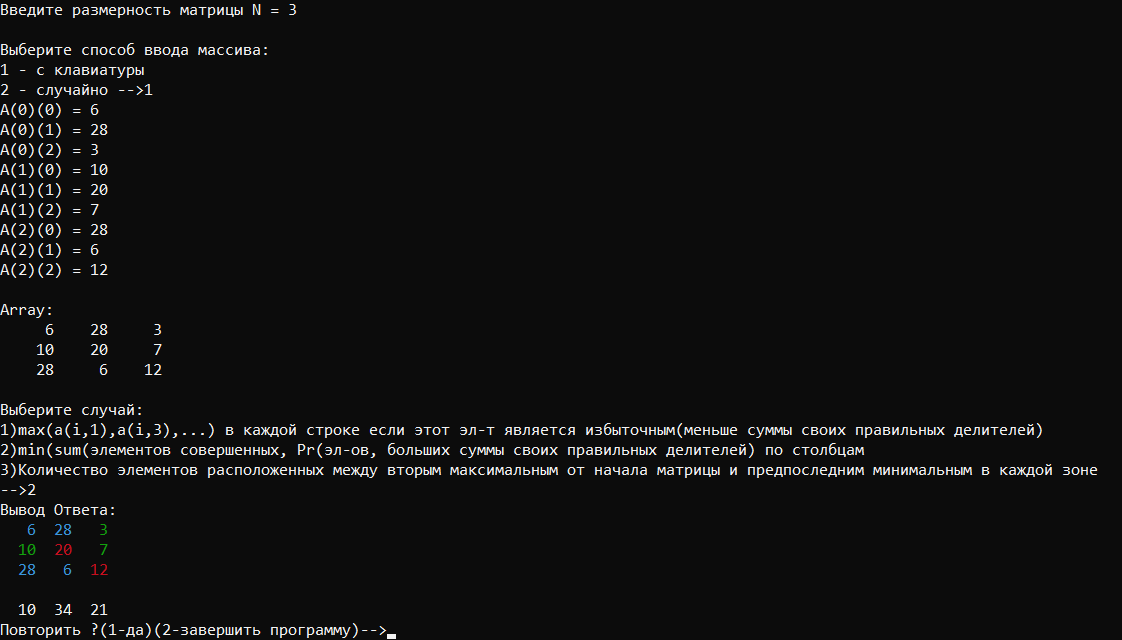 Введите размерность матрицы N = 3
Выберите способ ввода массива:
1 - с клавиатуры
2 - случайно -->1
A(0)(0) = 6
A(0)(1) = 28
A(0)(2) = 3
A(1)(0) = 10
A(1)(1) = 20
A(1)(2) = 7
A(2)(0) = 28
A(2)(1) = 6
A(2)(2) = 12
Array:
6 28 3
10 20 7
28 6 12
Выберите случай:
1)max(a(i,1),a(i,3),...) в каждой строке если этот эл-т является избыточным(меньше суммы своих правильных делителей)
2)min(sum(элементов совершенных, Pr(эл-ов, больших суммы своих правильных делителей) по столбцам
3)Количество элементов расположенных между вторым максимальным от начала матрицы и предпоследним минимальным в каждой зоне
-->2
Вывод Ответа:
6 28 3
10 20 7
28 6 12
10 34 21
Повторить ?(1-да)(2-завершить программу)-->